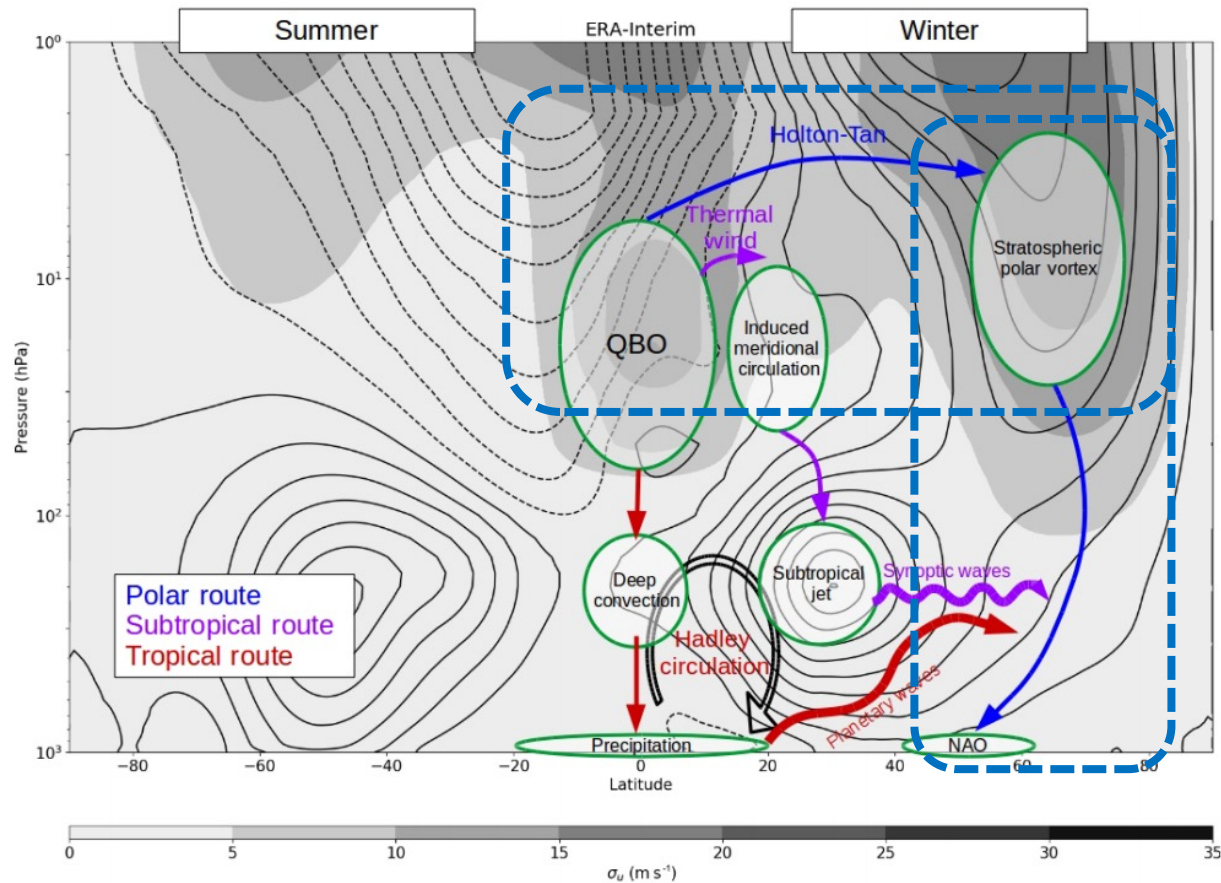 Summer
ERA-Interim
Winter
10⁰
Holton-Tan
Thermal
wind
Stratospheric
polar vortex
10¹
QBO
Induced
meridional
circulation
Pressure (hPa)
10²
Deep
convection
Subtropical
jet
Synoptic waves
Polar route
Subtropical route
Tropical route
Hadley
circulation
Planetary waves
10³
Precipitation
NAO
−80 −60 −40 −20 0 20 40 60 80
Latitude
0 5 10 15 20 25 30 35
σᵤ (m s⁻¹)